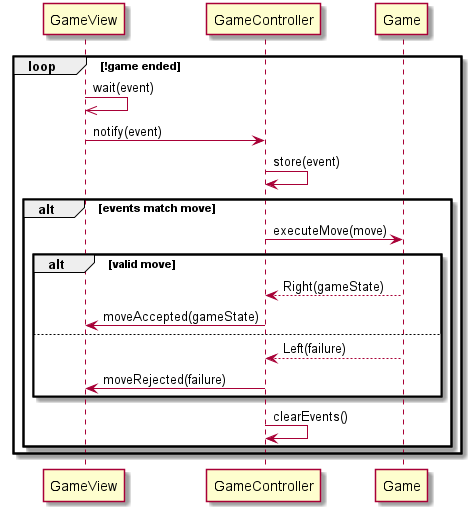 GameView GameController Game
loop [!game ended]
wait(event)
notify(event)
store(event)
alt [events match move]
executeMove(move)
alt [valid move]
Right(gameState)
moveAccepted(gameState)
Left(failure)
moveRejected(failure)
clearEvents()
GameView GameController Game